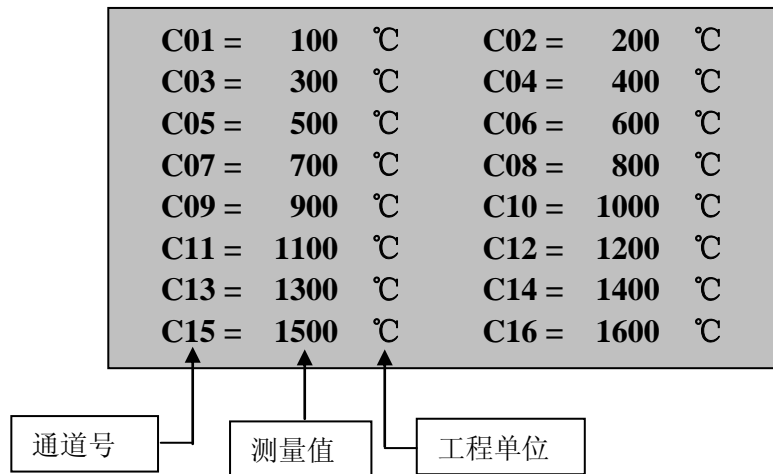 C01 = 100 ℃ C02 = 200 ℃
C03 = 300 ℃ C04 = 400 ℃
C05 = 500 ℃ C06 = 600 ℃
C07 = 700 ℃ C08 = 800 ℃
C09 = 900 ℃ C10 = 1000 ℃
C11 = 1100 ℃ C12 = 1200 ℃
C13 = 1300 ℃ C14 = 1400 ℃
C15 = 1500 ℃ C16 = 1600 ℃
通道号 测量值 工程单位